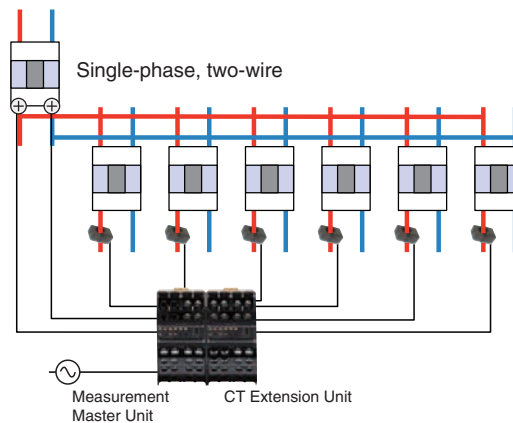 Single-phase, two-wire
Measurement
Master Unit
CT Extension Unit